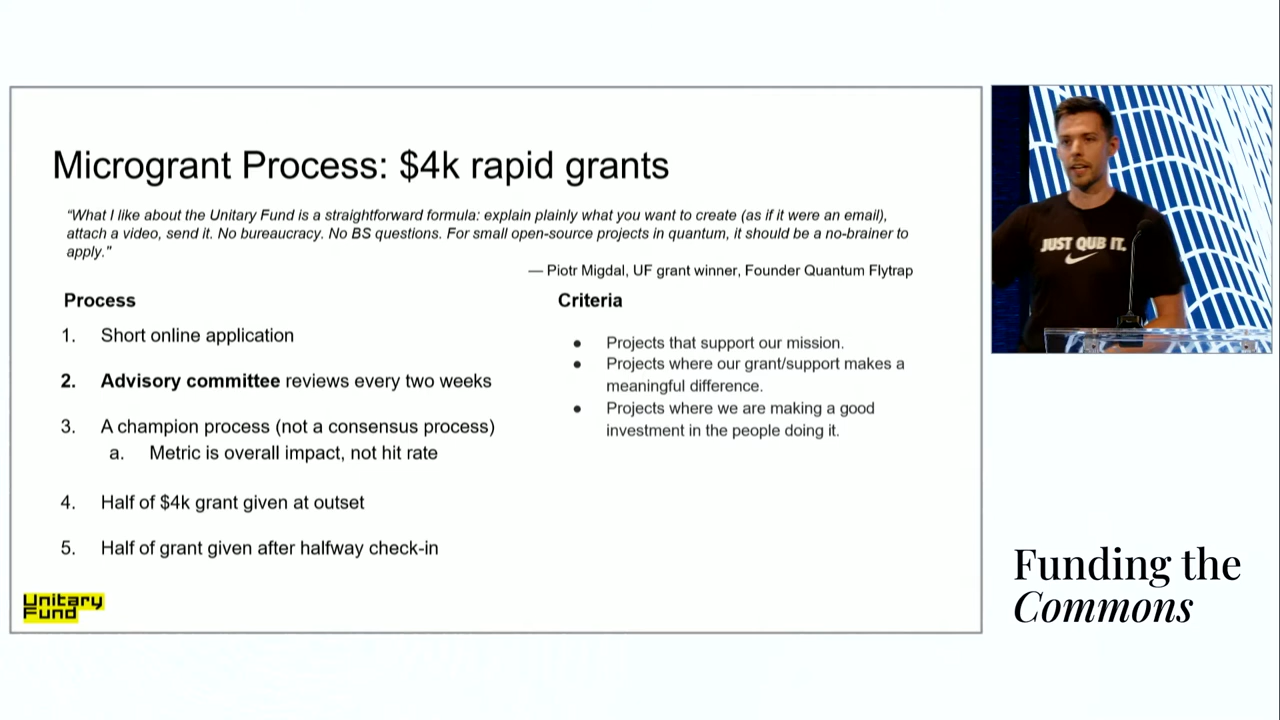 Microgrant Process: $4k rapid grants
“What I like about the Unitary Fund is a straightforward formula: explain plainly what you want to create (as if it were an email),
attach a video, send it. No bureaucracy. No BS questions. For small open-source projects in quantum, it should be a no-brainer to
apply."
— Piotr Migdal, UF grant winner, Founder Quantum Flytrap
Process
1. Short online application
2. Advisory committee reviews every two weeks
3. A champion process (not a consensus process)
a. Metric is overall impact, not hit rate
4. Half of $4k grant given at outset
5. Half of grant given after halfway check-in
Criteria
● Projects that support our mission.
● Projects where our grant/support makes a
meaningful difference.
● Projects where we are making a good
investment in the people doing it.
Unitary
Fund
JUST QUB IT.
Funding the
Commons